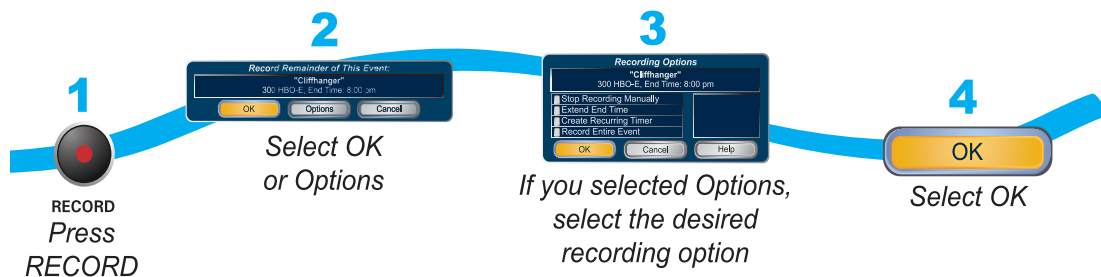 1
RECORD
Press
RECORD
2
Record Remainder of This Event:
"Cliffhanger"
300 HBO-E, End Time: 8:00 pm
OK Options Cancel
Select OK
or Options
3
Recording Options
"Cliffhanger"
300 HBO-E, End Time: 8:00 pm
Stop Recording Manually
Extend End Time
Create Recurring Timer
Record Entire Event
OK Cancel Help
If you selected Options,
select the desired
recording option
4
OK
Select OK